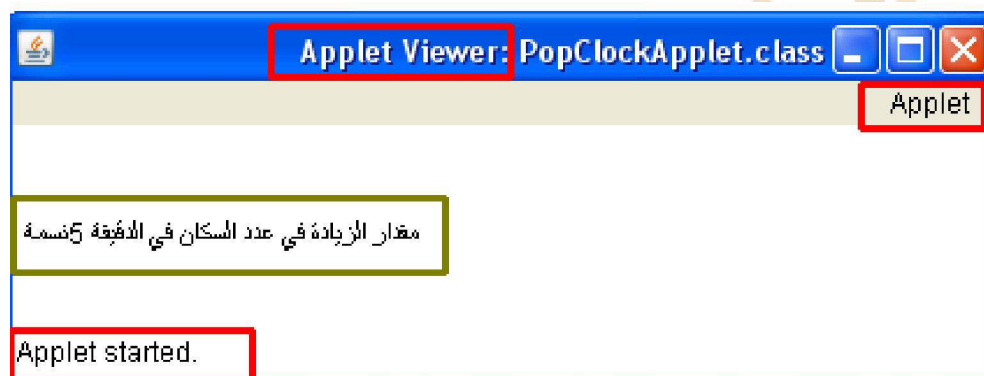 Applet Viewer: PopClockApplet.class
Applet
مقدار الزيادة في عدد السكان في الدقيقة 5نسمة
Applet started.